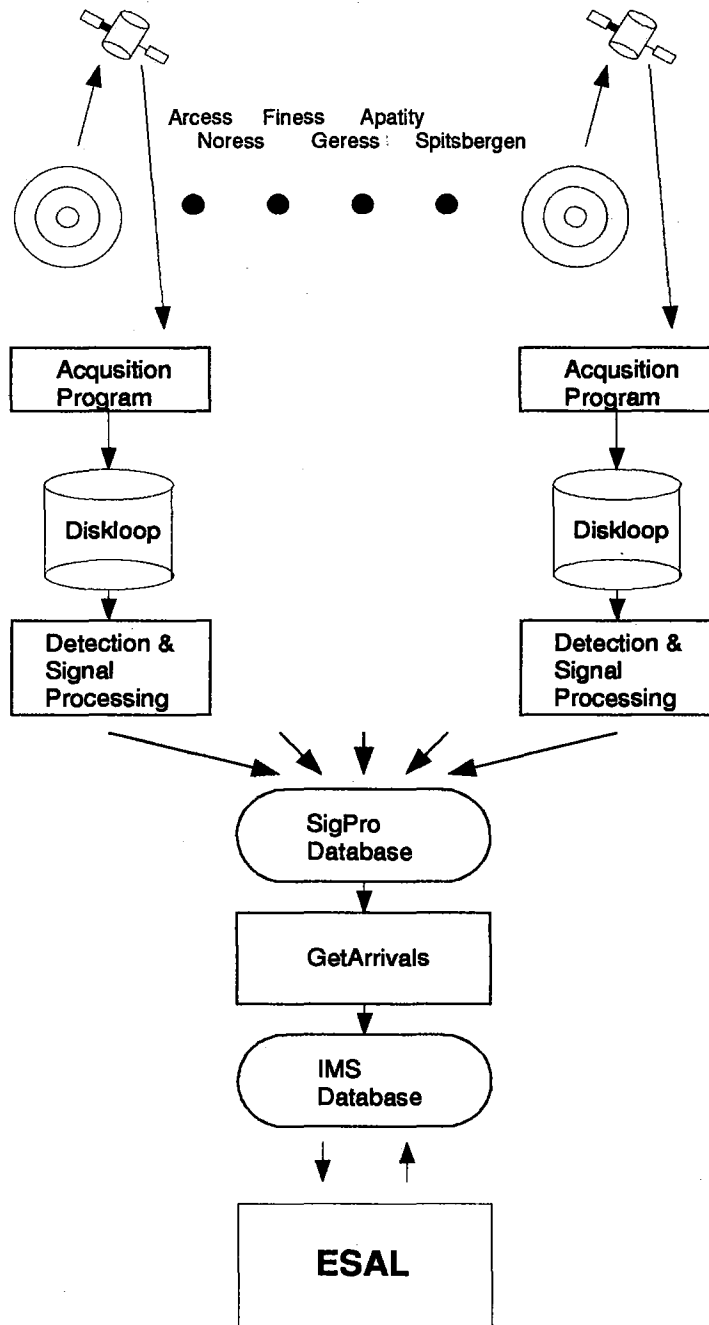 Arcess Finess Apatity
Noress Geress Spitsbergen
Acqusition
Program
Acqusition
Program
Diskloop
Diskloop
Detection &
Signal
Processing
Detection &
Signal
Processing
SigPro
Database
GetArrivals
IMS
Database
ESAL